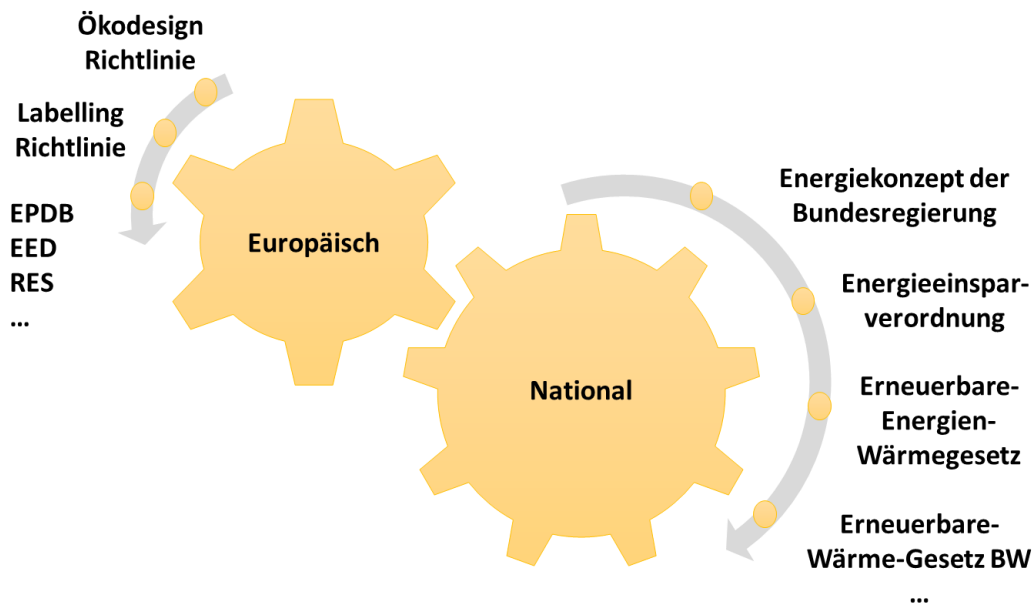 Ökodesign
Richtlinie
Labelling
Richtlinie
EPDB
EED
RES
...
Europäisch
National
Energiekonzept der
Bundesregierung
Energieeinspar-
verordnung
Erneuerbare-
Energien-
Wärmegesetz
Erneuerbare-
Wärme-Gesetz BW
...